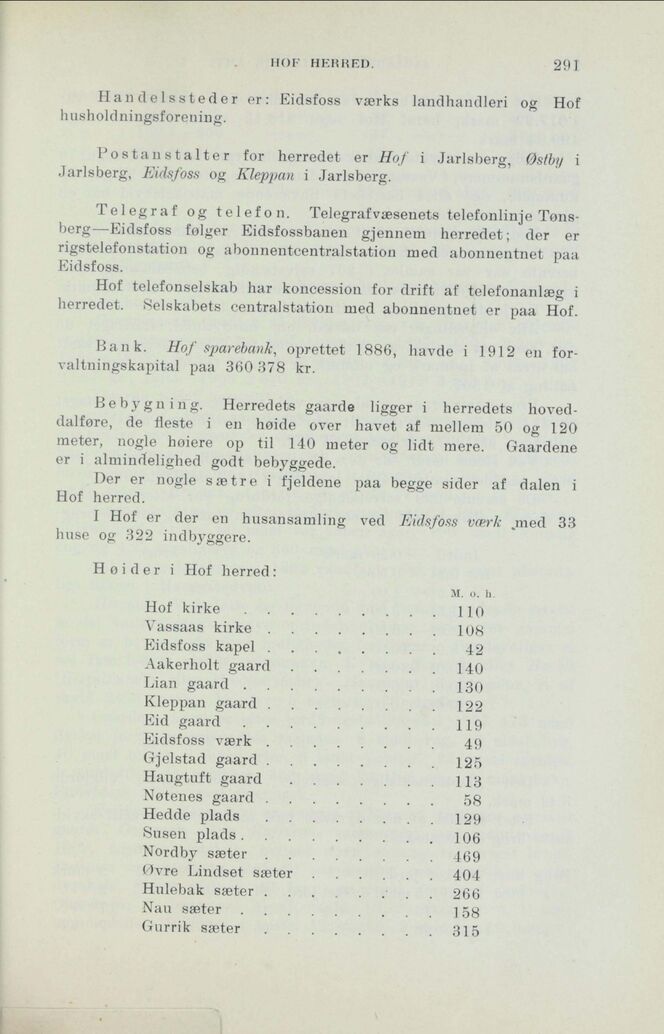 HOF HERRED. 291
Handelssteder er: Eidsfoss værks landhandleri og Hof
husholdningsforening.
Postanstalter for herredet er Hof i Jarlsberg, Østby i
Jarlsberg, Eidsfoss og Kleppan i Jarlsberg.
Telegraf og telefon. Telegrafvæsenets telefonlinje Tøns-
berg—Eidsfoss følger Eidsfossbanen gjennem herredet; der er
rigstelefonstation og abonnentcentralstation med abonnentnet paa
Eidsfoss.
Hof telefonselskab har koncession for drift af telefonanlæg i
herredet. Selskabets centralstation med abonnentnet er paa Hof.
Bank. Hof sparebank, oprettet 1886, havde i 1912 en for-
valtningskapital paa 360 378 kr.
Bebygning. Herredets gaarde ligger i herredets hoved-
dalføre, de fleste i en høide over havet af mellem 50 og 120
meter, nogle høiere op til 140 meter og lidt mere. Gaardene
er i almindelighed godt bebyggede.
Der er nogle sætre i fjeldene paa begge sider af dalen i
Hof herred.
I Hof er der en husansamling ved Eidsfoss værk med 33
huse og 322 indbyggere.
Høider i Hof herred:
M. o. h.
Hof kirke . . . . . . . . . 110
Vassaas kirke . . . . . . . . 108
Eidsfoss kapel . . . . . . . . 42
Aakerholt gaard . . . . . . . 140
Lian gaard . . . . . . . . . 130
Kleppan gaard . . . . . . . . 122
Eid gaard . . . . . . . . . 119
Eidsfoss værk . . . . . . . . 49
Gjelstad gaard . . . . . . . . 125
Haugtuft gaard . . . . . . . 113
Nøtenes gaard . . . . . . . . 58
Hedde plads . . . . . . . . 129
Susen plads . . . . . . . . . 106
Nordby sæter . . . . . . . . 469
Øvre Lindset sæter . . . . . . 404
Hulebak sæter . . . . . . . . 266
Nau sæter . . . . . . . . . 158
Gurrik sæter . . . . . . . . 315